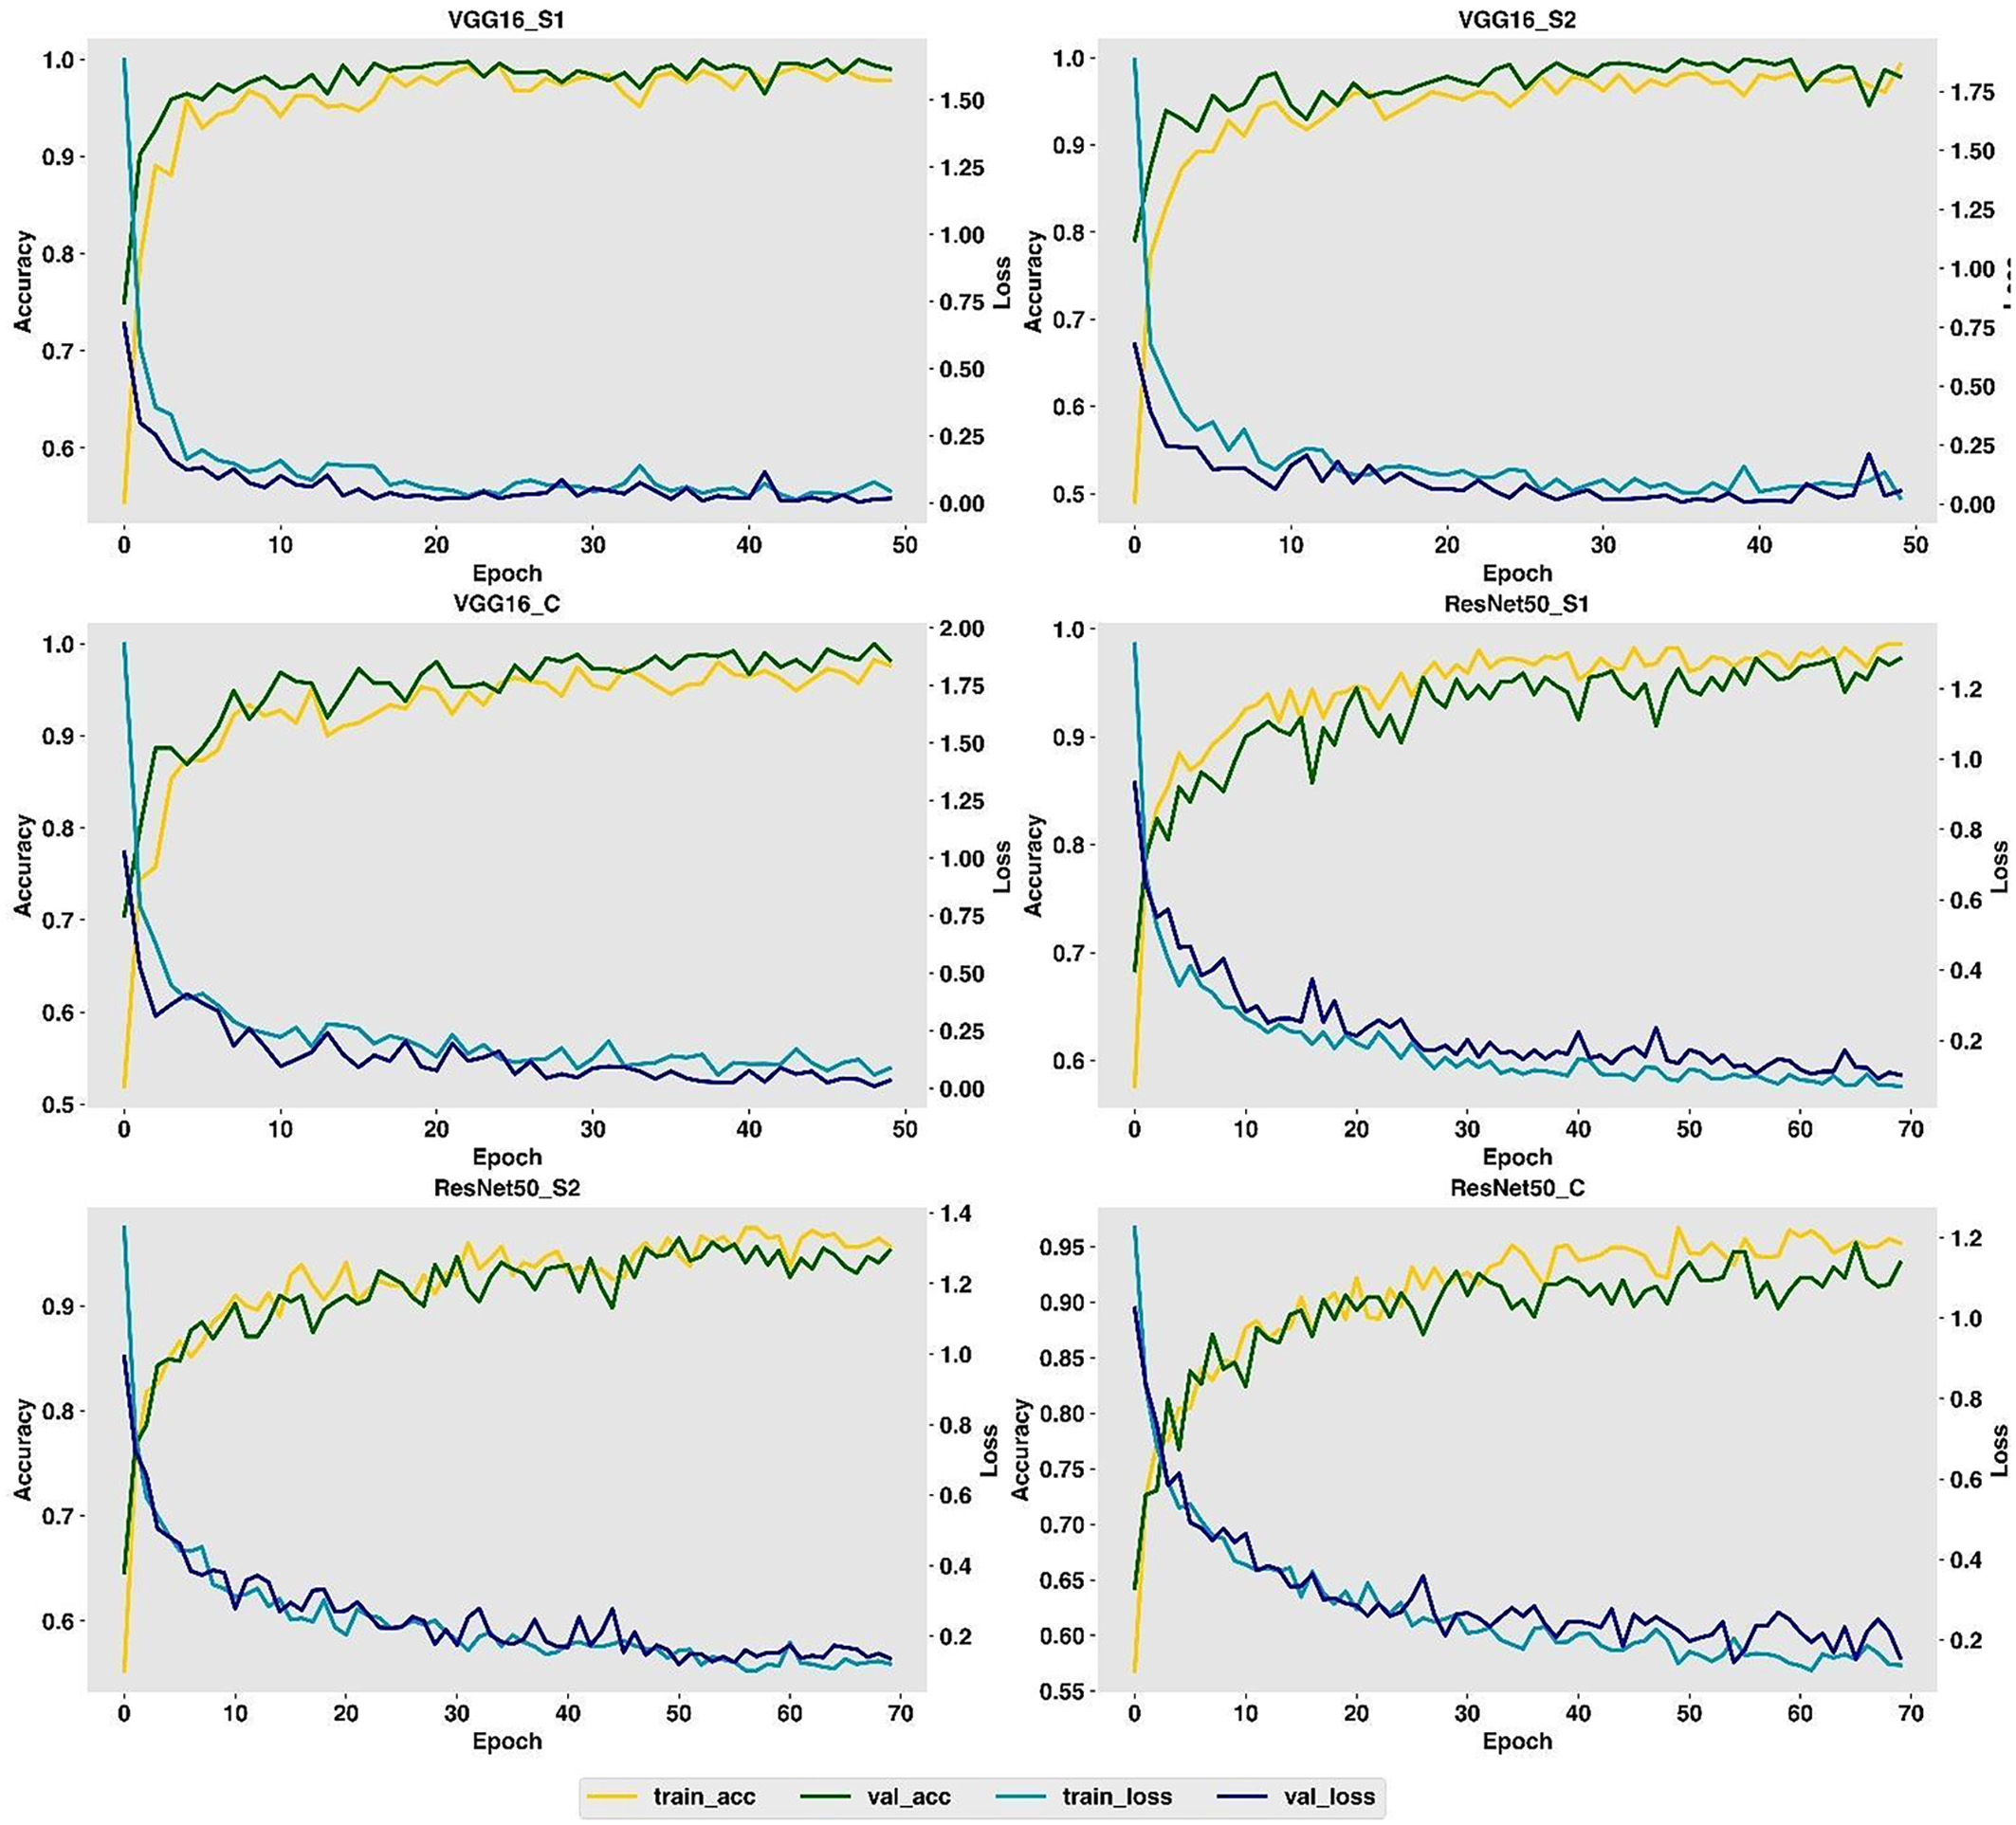 VGG16_S1
1.0
0.9
0.8
0.7
0.6
Accuracy
1.50
1.25
1.00
0.75
0.50
0.25
0.00
Loss
0 10 20 30 40 50
Epoch
VGG16_S2
1.0
0.9
0.8
0.7
0.6
0.5
Accuracy
1.75
1.50
1.25
1.00
0.75
0.50
0.25
0.00
0 10 20 30 40 50
Epoch
VGG16_C
1.0
0.9
0.8
0.7
0.6
0.5
Accuracy
2.00
1.75
1.50
1.25
1.00
0.75
0.50
0.25
0.00
Loss
0 10 20 30 40 50
Epoch
ResNet50_S1
1.0
0.9
0.8
0.7
0.6
Accuracy
1.2
1.0
0.8
0.6
0.4
0.2
Loss
0 10 20 30 40 50 60 70
Epoch
ResNet50_S2
0.9
0.8
0.7
0.6
Accuracy
1.4
1.2
1.0
0.8
0.6
0.4
0.2
Loss
0 10 20 30 40 50 60 70
Epoch
ResNet50_C
0.95
0.90
0.85
0.80
0.75
0.70
0.65
0.60
0.55
Accuracy
1.2
1.0
0.8
0.6
0.4
0.2
Loss
0 10 20 30 40 50 60 70
Epoch
train_acc val_acc train_loss val_loss